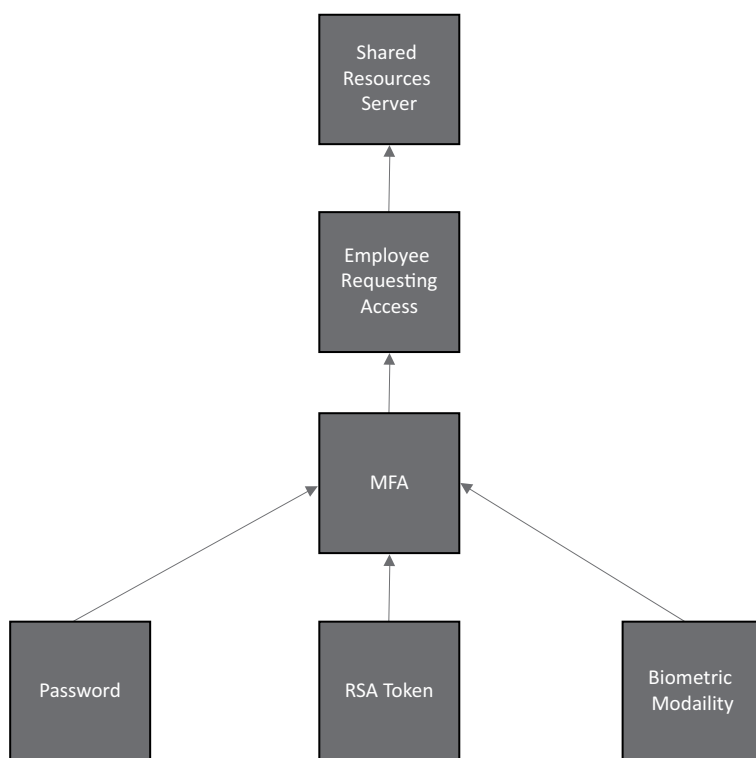 Shared
Resources
Server
Employee
Requesting
Access
MFA
Password
RSA Token
Biometric
Modaility